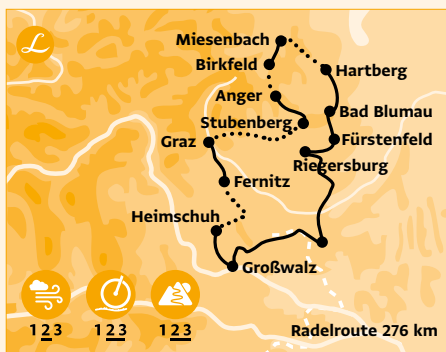 ℒ
Miesenbach
Birkfeld
Hartberg
Anger
Bad Blumau
Stubenberg
Fürstenfeld
Graz
Riegersburg
Fernitz
Heimschuh
Großwalz
1 2 3
1 2 3
1 2 3
Radelroute 276 km